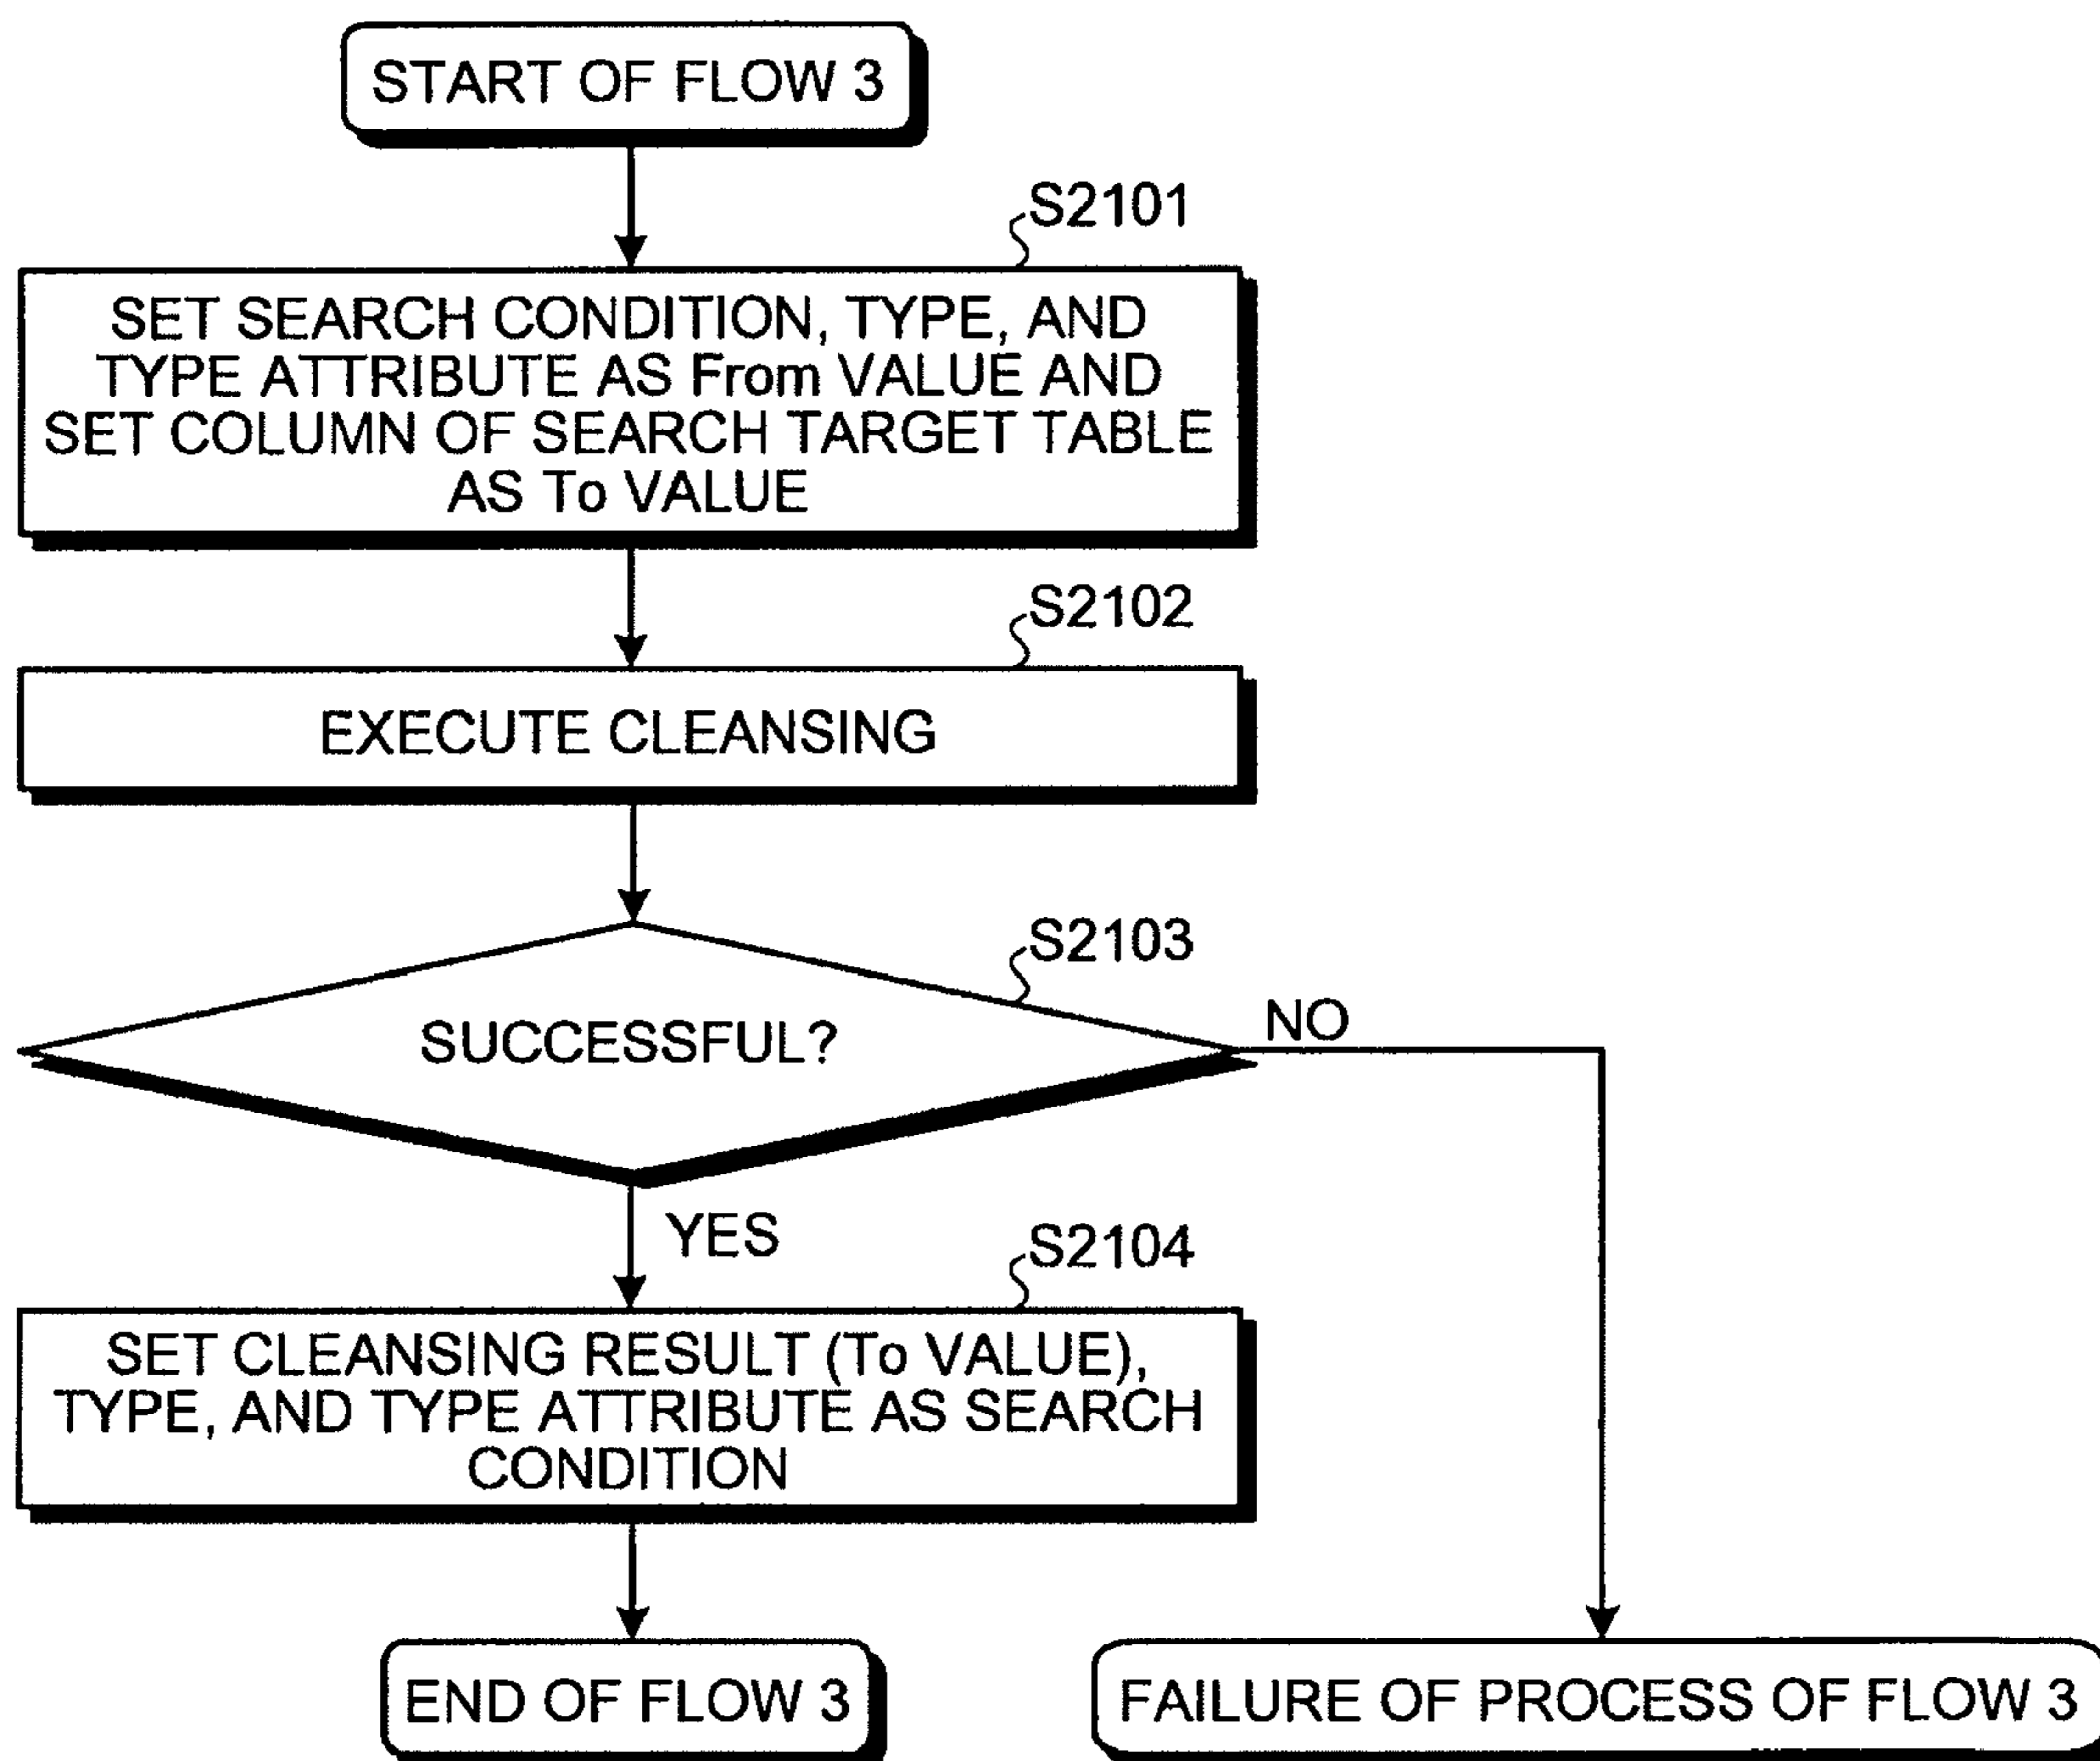 START OF FLOW 3
S2101
SET SEARCH CONDITION, TYPE, AND
TYPE ATTRIBUTE AS From VALUE AND
SET COLUMN OF SEARCH TARGET TABLE
AS To VALUE
S2102
EXECUTE CLEANSING
S2103
SUCCESSFUL?
NO
YES
S2104
SET CLEANSING RESULT (To VALUE),
TYPE, AND TYPE ATTRIBUTE AS SEARCH
CONDITION
END OF FLOW 3
FAILURE OF PROCESS OF FLOW 3